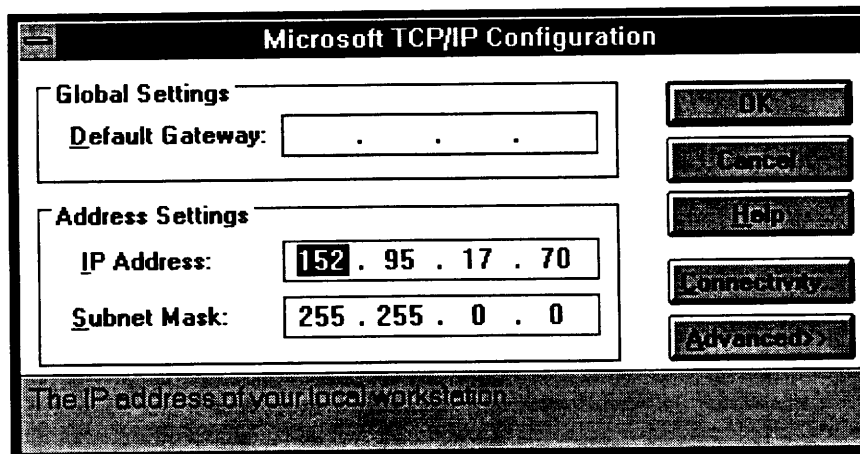 Microsoft TCP/IP Configuration
Global Settings
Default Gateway: . . .
OK
Cancel
Help
Address Settings
IP Address: 152 . 95 . 17 . 70
Subnet Mask: 255 . 255 . 0 . 0
Connectivity...
Advanced>>
The IP address of your local workstation